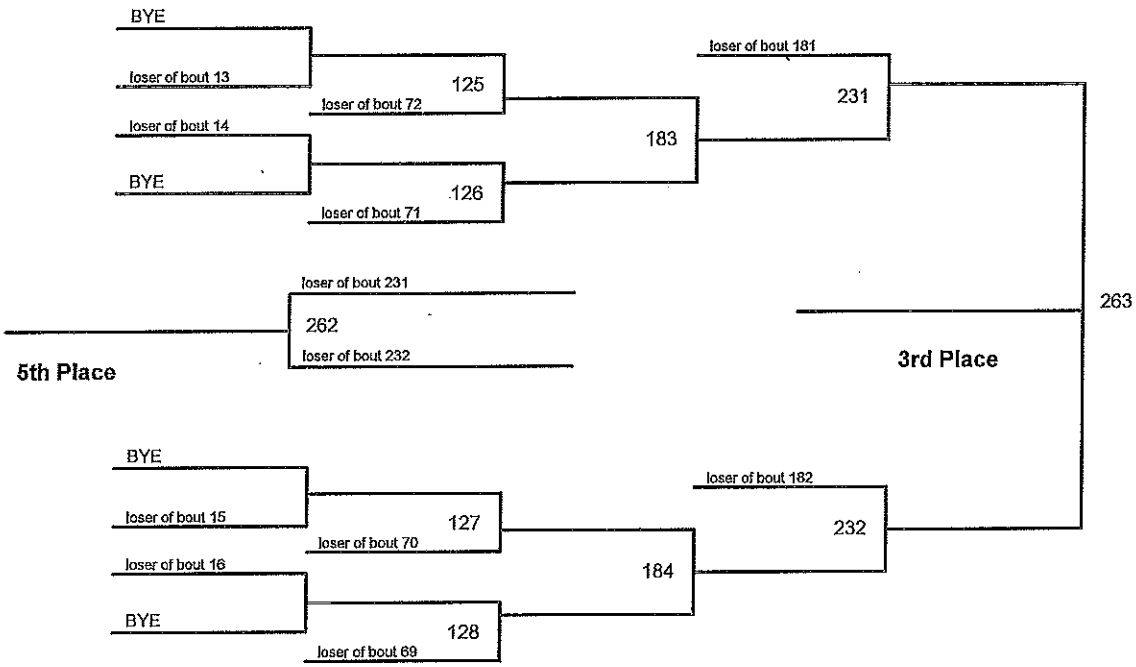 BYE
loser of bout 181
loser of bout 13
125
231
loser of bout 72
loser of bout 14
183
BYE
126
loser of bout 71
loser of bout 231
263
262
loser of bout 232
3rd Place
5th Place
BYE
loser of bout 182
loser of bout 15
127
232
loser of bout 70
loser of bout 16
184
BYE
128
loser of bout 69